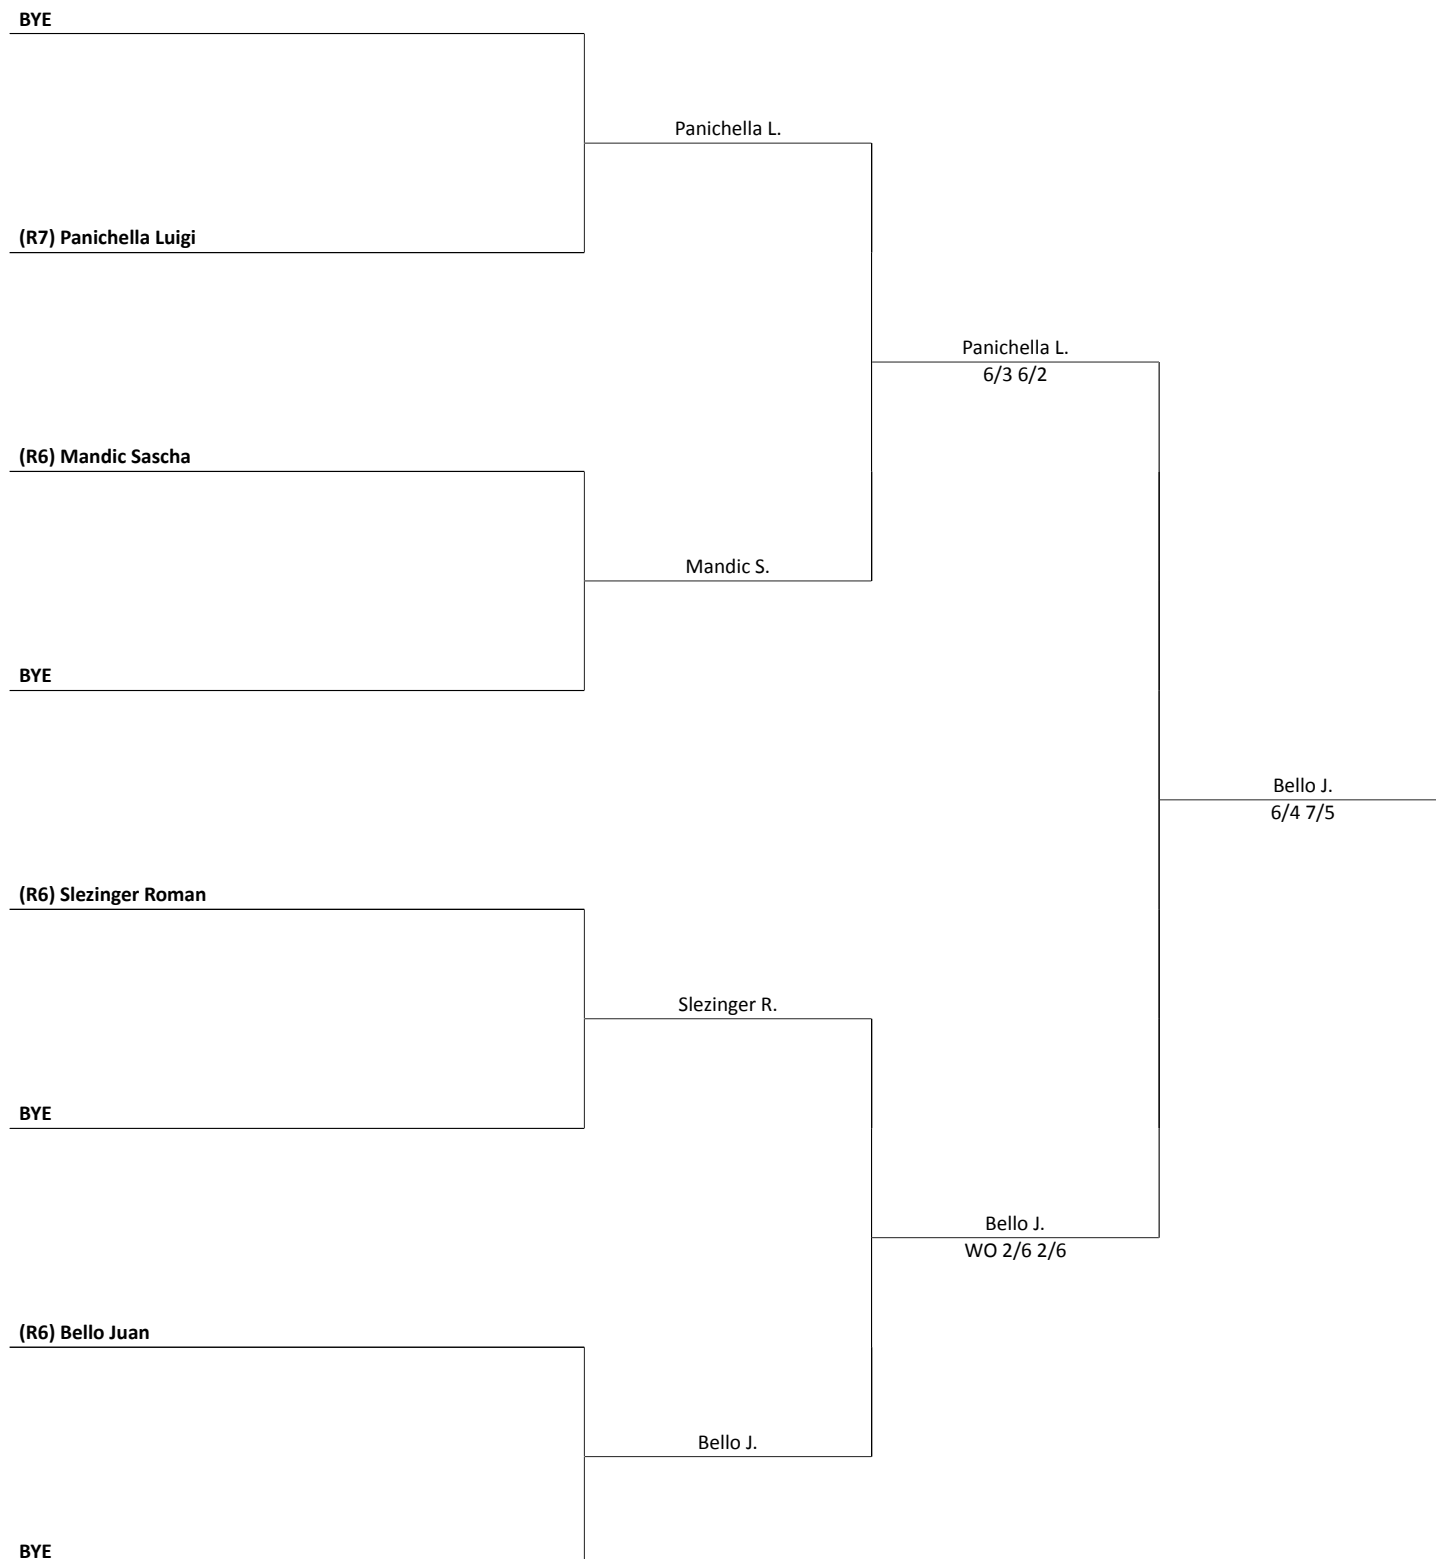 BYE
Panichella L.
(R7) Panichella Luigi
Panichella L.
6/3 6/2
(R6) Mandic Sascha
Mandic S.
BYE
Bello J.
6/4 7/5
(R6) Slezinger Roman
Slezinger R.
BYE
Bello J.
WO 2/6 2/6
(R6) Bello Juan
Bello J.
BYE